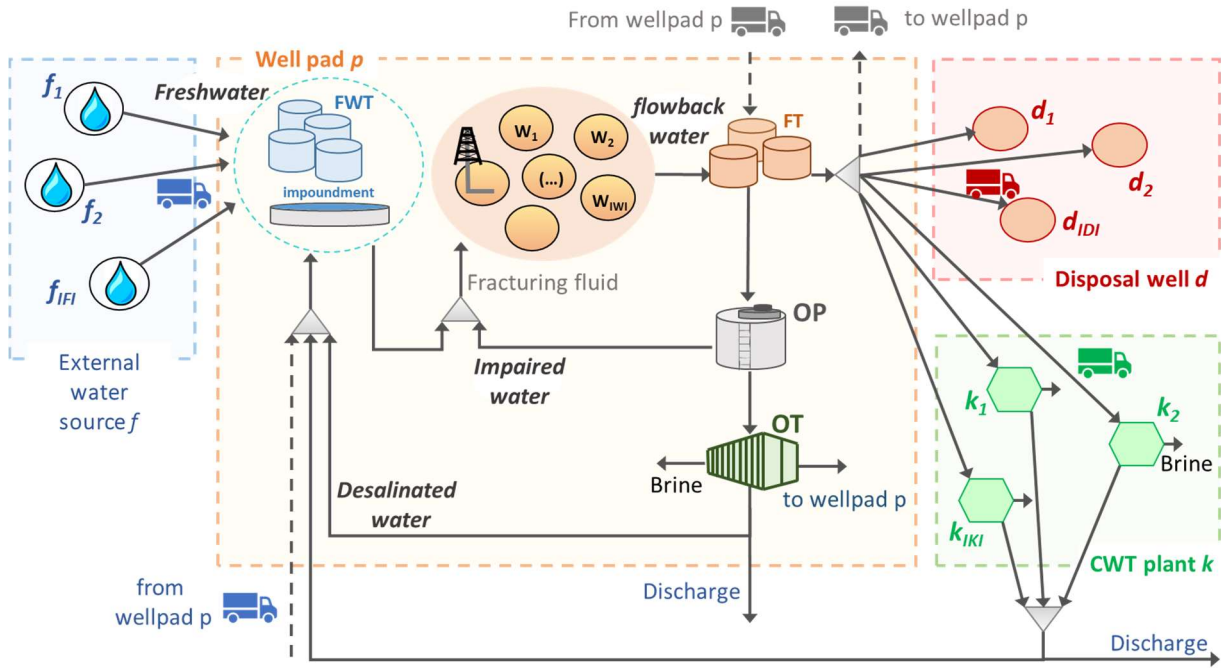 From wellpad p
to wellpad p
Well pad p
f1
Freshwater
FWT
impoundment
f2
fIFI
External
water
source f
W1
W2
(...)
WIWI
flowback
water
FT
d1
d2
dIDI
Disposal well d
Fracturing fluid
OP
Impaired
water
OT
Brine
to wellpad p
Desalinated
water
k1
k2
Brine
kIKI
CWT plant k
from
wellpad p
Discharge
Discharge